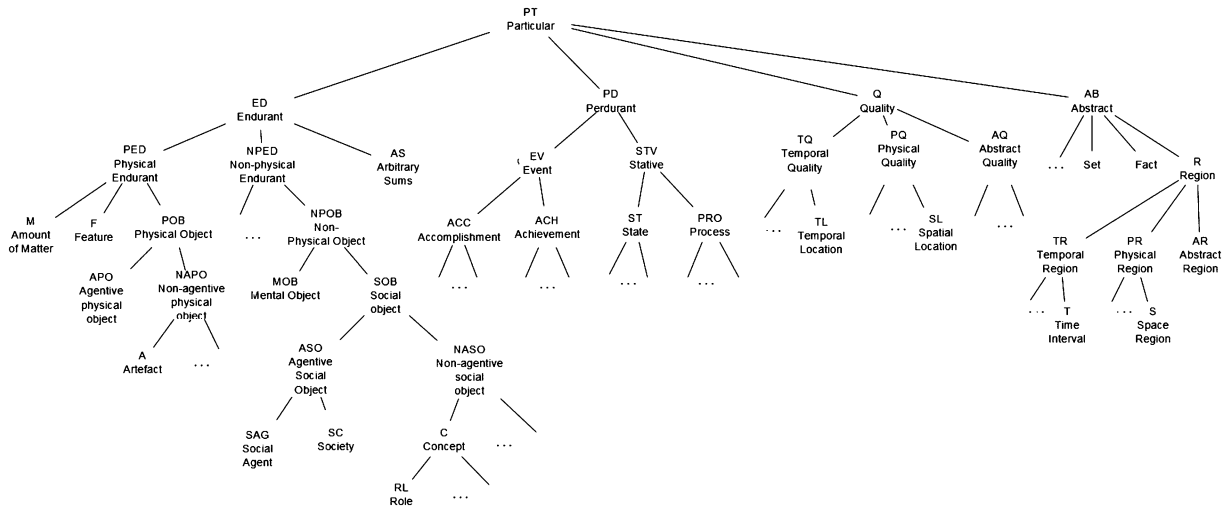 PT
Particular
ED
Endurant
PD
Perdurant
Q
Quality
AB
Abstract
PED
Physical
Endurant
NPED
Non-physical
Endurant
AS
Arbitrary
Sums
EV
Event
STV
Stative
TQ
Temporal
Quality
PQ
Physical
Quality
AQ
Abstract
Quality
...
Set
Fact
R
Region
M
Amount
of Matter
F
Feature
POB
Physical Object
...
NPOB
Non-
Physical Object
ACC
Accomplishment
ACH
Achievement
ST
State
PRO
Process
...
TL
Temporal
Location
...
SL
Spatial
Location
...
TR
Temporal
Region
PR
Physical
Region
AR
Abstract
Region
APO
Agentive
physical
object
NAPO
Non-agentive
physical
object
MOB
Mental Object
SOB
Social
object
...
...
...
...
...
T
Time
Interval
...
S
Space
Region
A
Artefact
...
ASO
Agentive
Social
Object
NASO
Non-agentive
social
object
SAG
Social
Agent
SC
Society
C
Concept
...
RL
Role
...